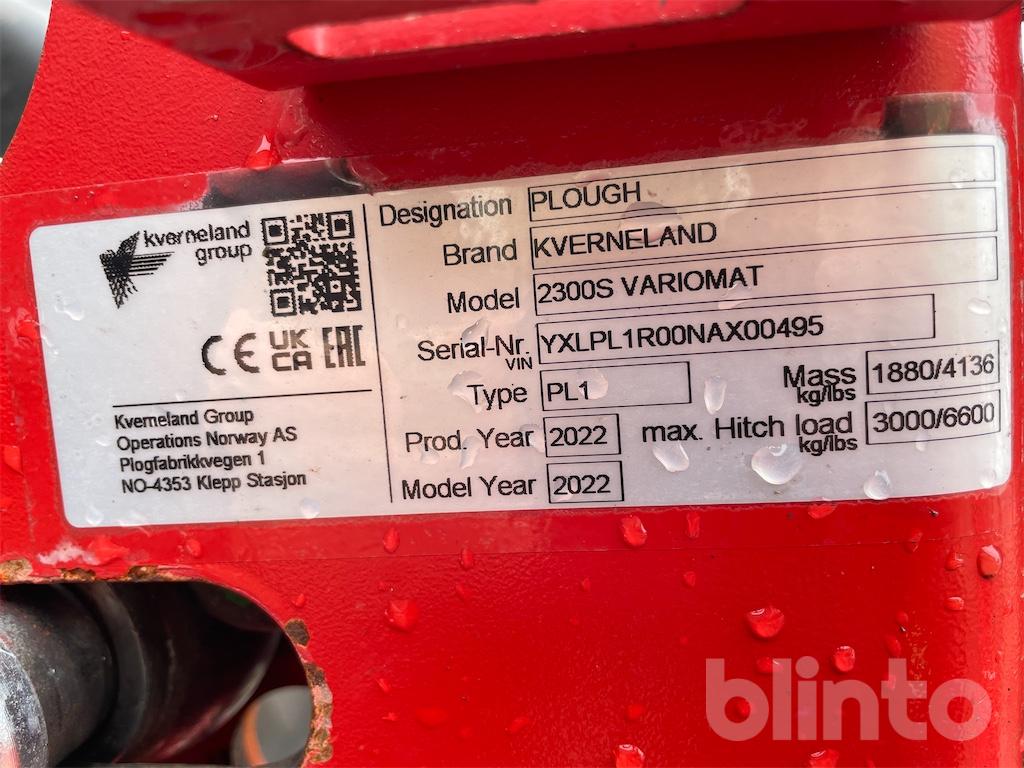 kverneland
group
CE UK CA EAC
Kverneland Group
Operations Norway AS
Plogfabrikkvegen 1
NO-4353 Klepp Stasjon
Designation PLOUGH
Brand KVERNELAND
Model 2300S VARIOMAT
Serial-Nr. VIN YXLPL1R00NAX00495
Type PL1
Mass kg/lbs 1880/4136
Prod. Year 2022
max. Hitch load kg/lbs 3000/6600
Model Year 2022
blinto™